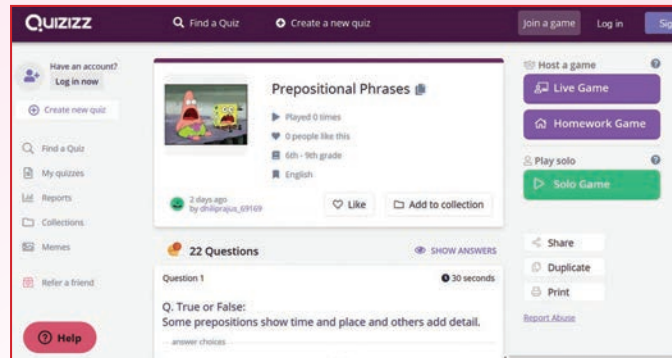 QUIZIZZ
Find a Quiz
Create a new quiz
Join a game
Log in
Sig
Have an account?
Log in now
Create new quiz
Find a Quiz
My quizzes
Reports
Collections
Memes
Refer a friend
Help
Prepositional Phrases
Played 0 times
0 people like this
6th - 9th grade
English
2 days ago
by dhiliprajus_69169
Like
Add to collection
22 Questions
SHOW ANSWERS
Question 1
30 seconds
Q. True or False:
Some prepositions show time and place and others add detail.
answer choices
Host a game
Live Game
Homework Game
Play solo
Solo Game
Share
Duplicate
Print
Report Abuse